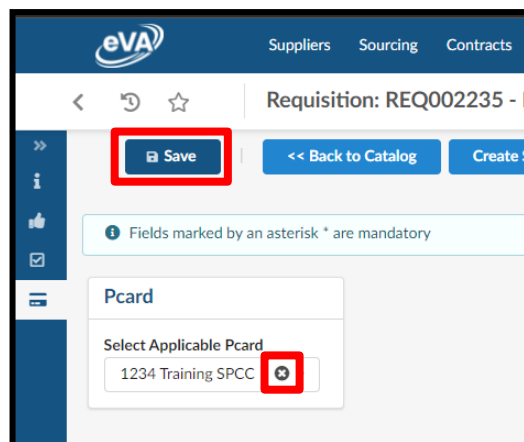 eVA
Suppliers Sourcing Contracts
Requisition: REQ002235 -
Save << Back to Catalog Create
Fields marked by an asterisk * are mandatory
Pcard
Select Applicable Pcard
1234 Training SPCC